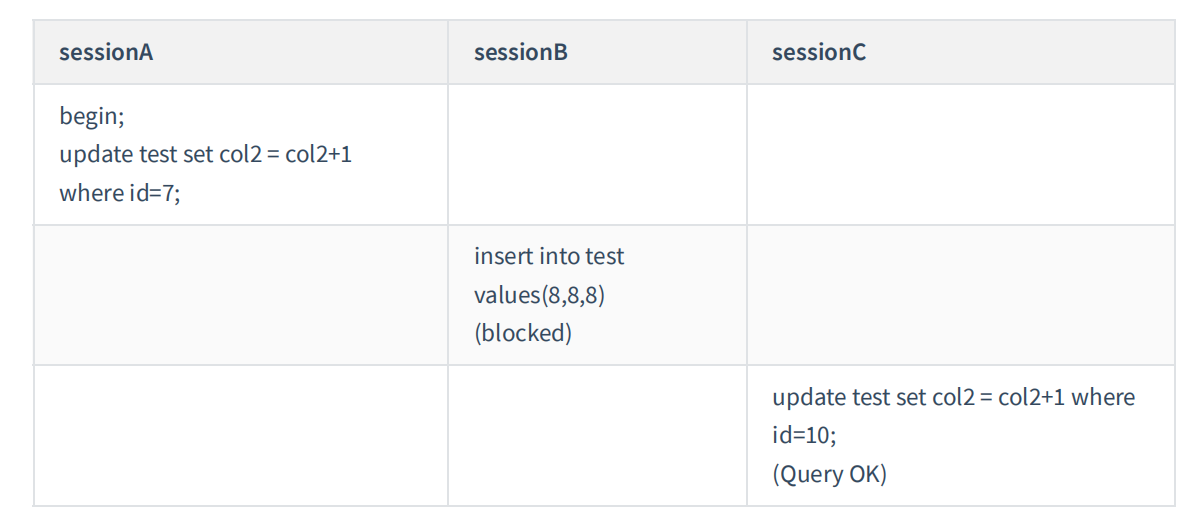 sessionA
sessionB
sessionC
begin;
update test set col2 = col2+1
where id=7;
insert into test
values(8,8,8)
(blocked)
update test set col2 = col2+1 where
id=10;
(Query OK)